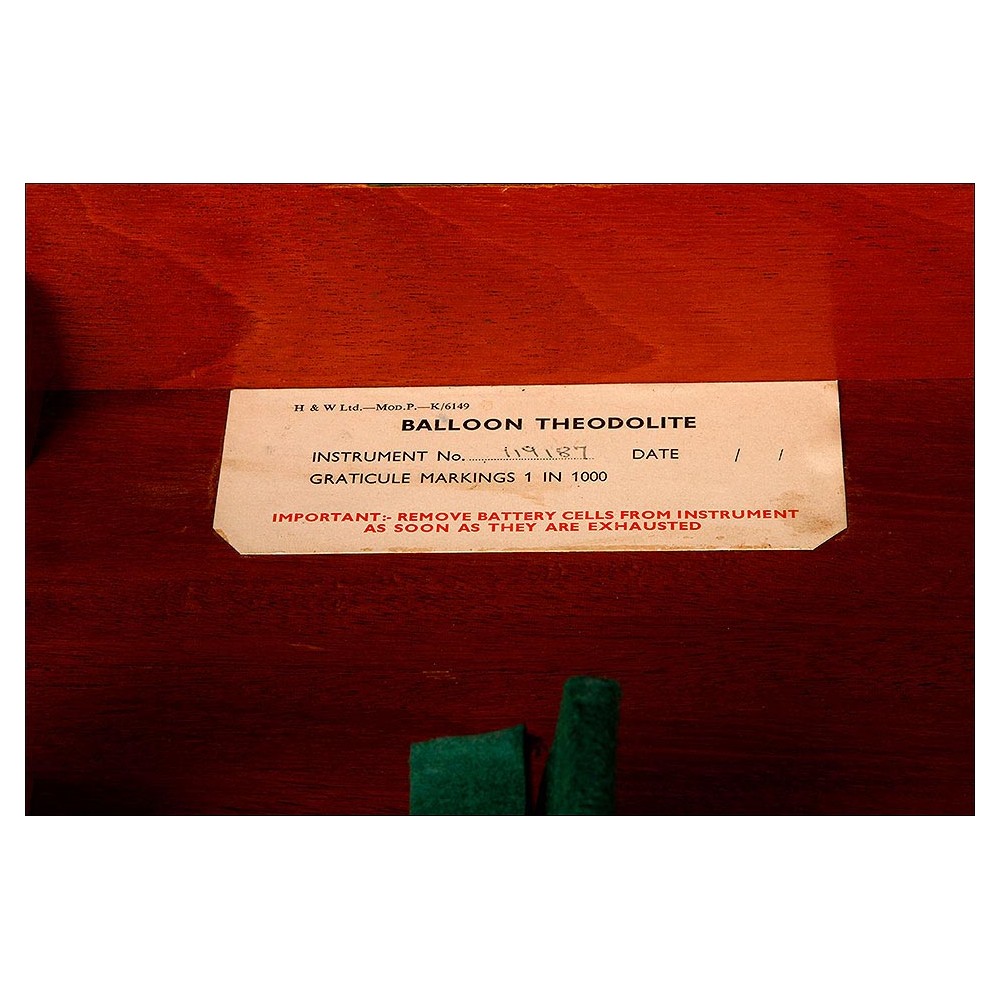 H & W Ltd.—Mod.P.—K/6149
BALLOON THEODOLITE
INSTRUMENT No. 119187 DATE / /
GRATICULE MARKINGS 1 IN 1000
IMPORTANT:- REMOVE BATTERY CELLS FROM INSTRUMENT
AS SOON AS THEY ARE EXHAUSTED